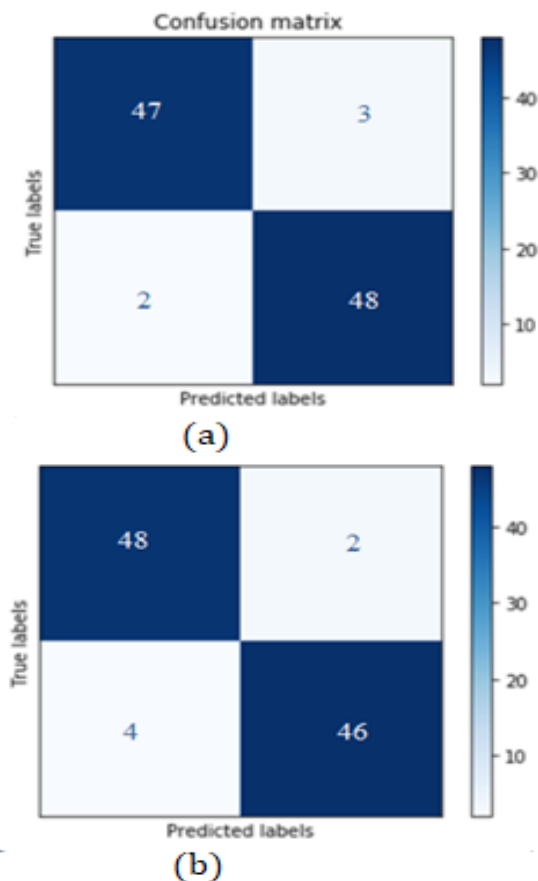 Confusion matrix
True labels
47 3
2 48
40
30
20
10
Predicted labels
(a)
True labels
48 2
4 46
40
30
20
10
Predicted labels
(b)